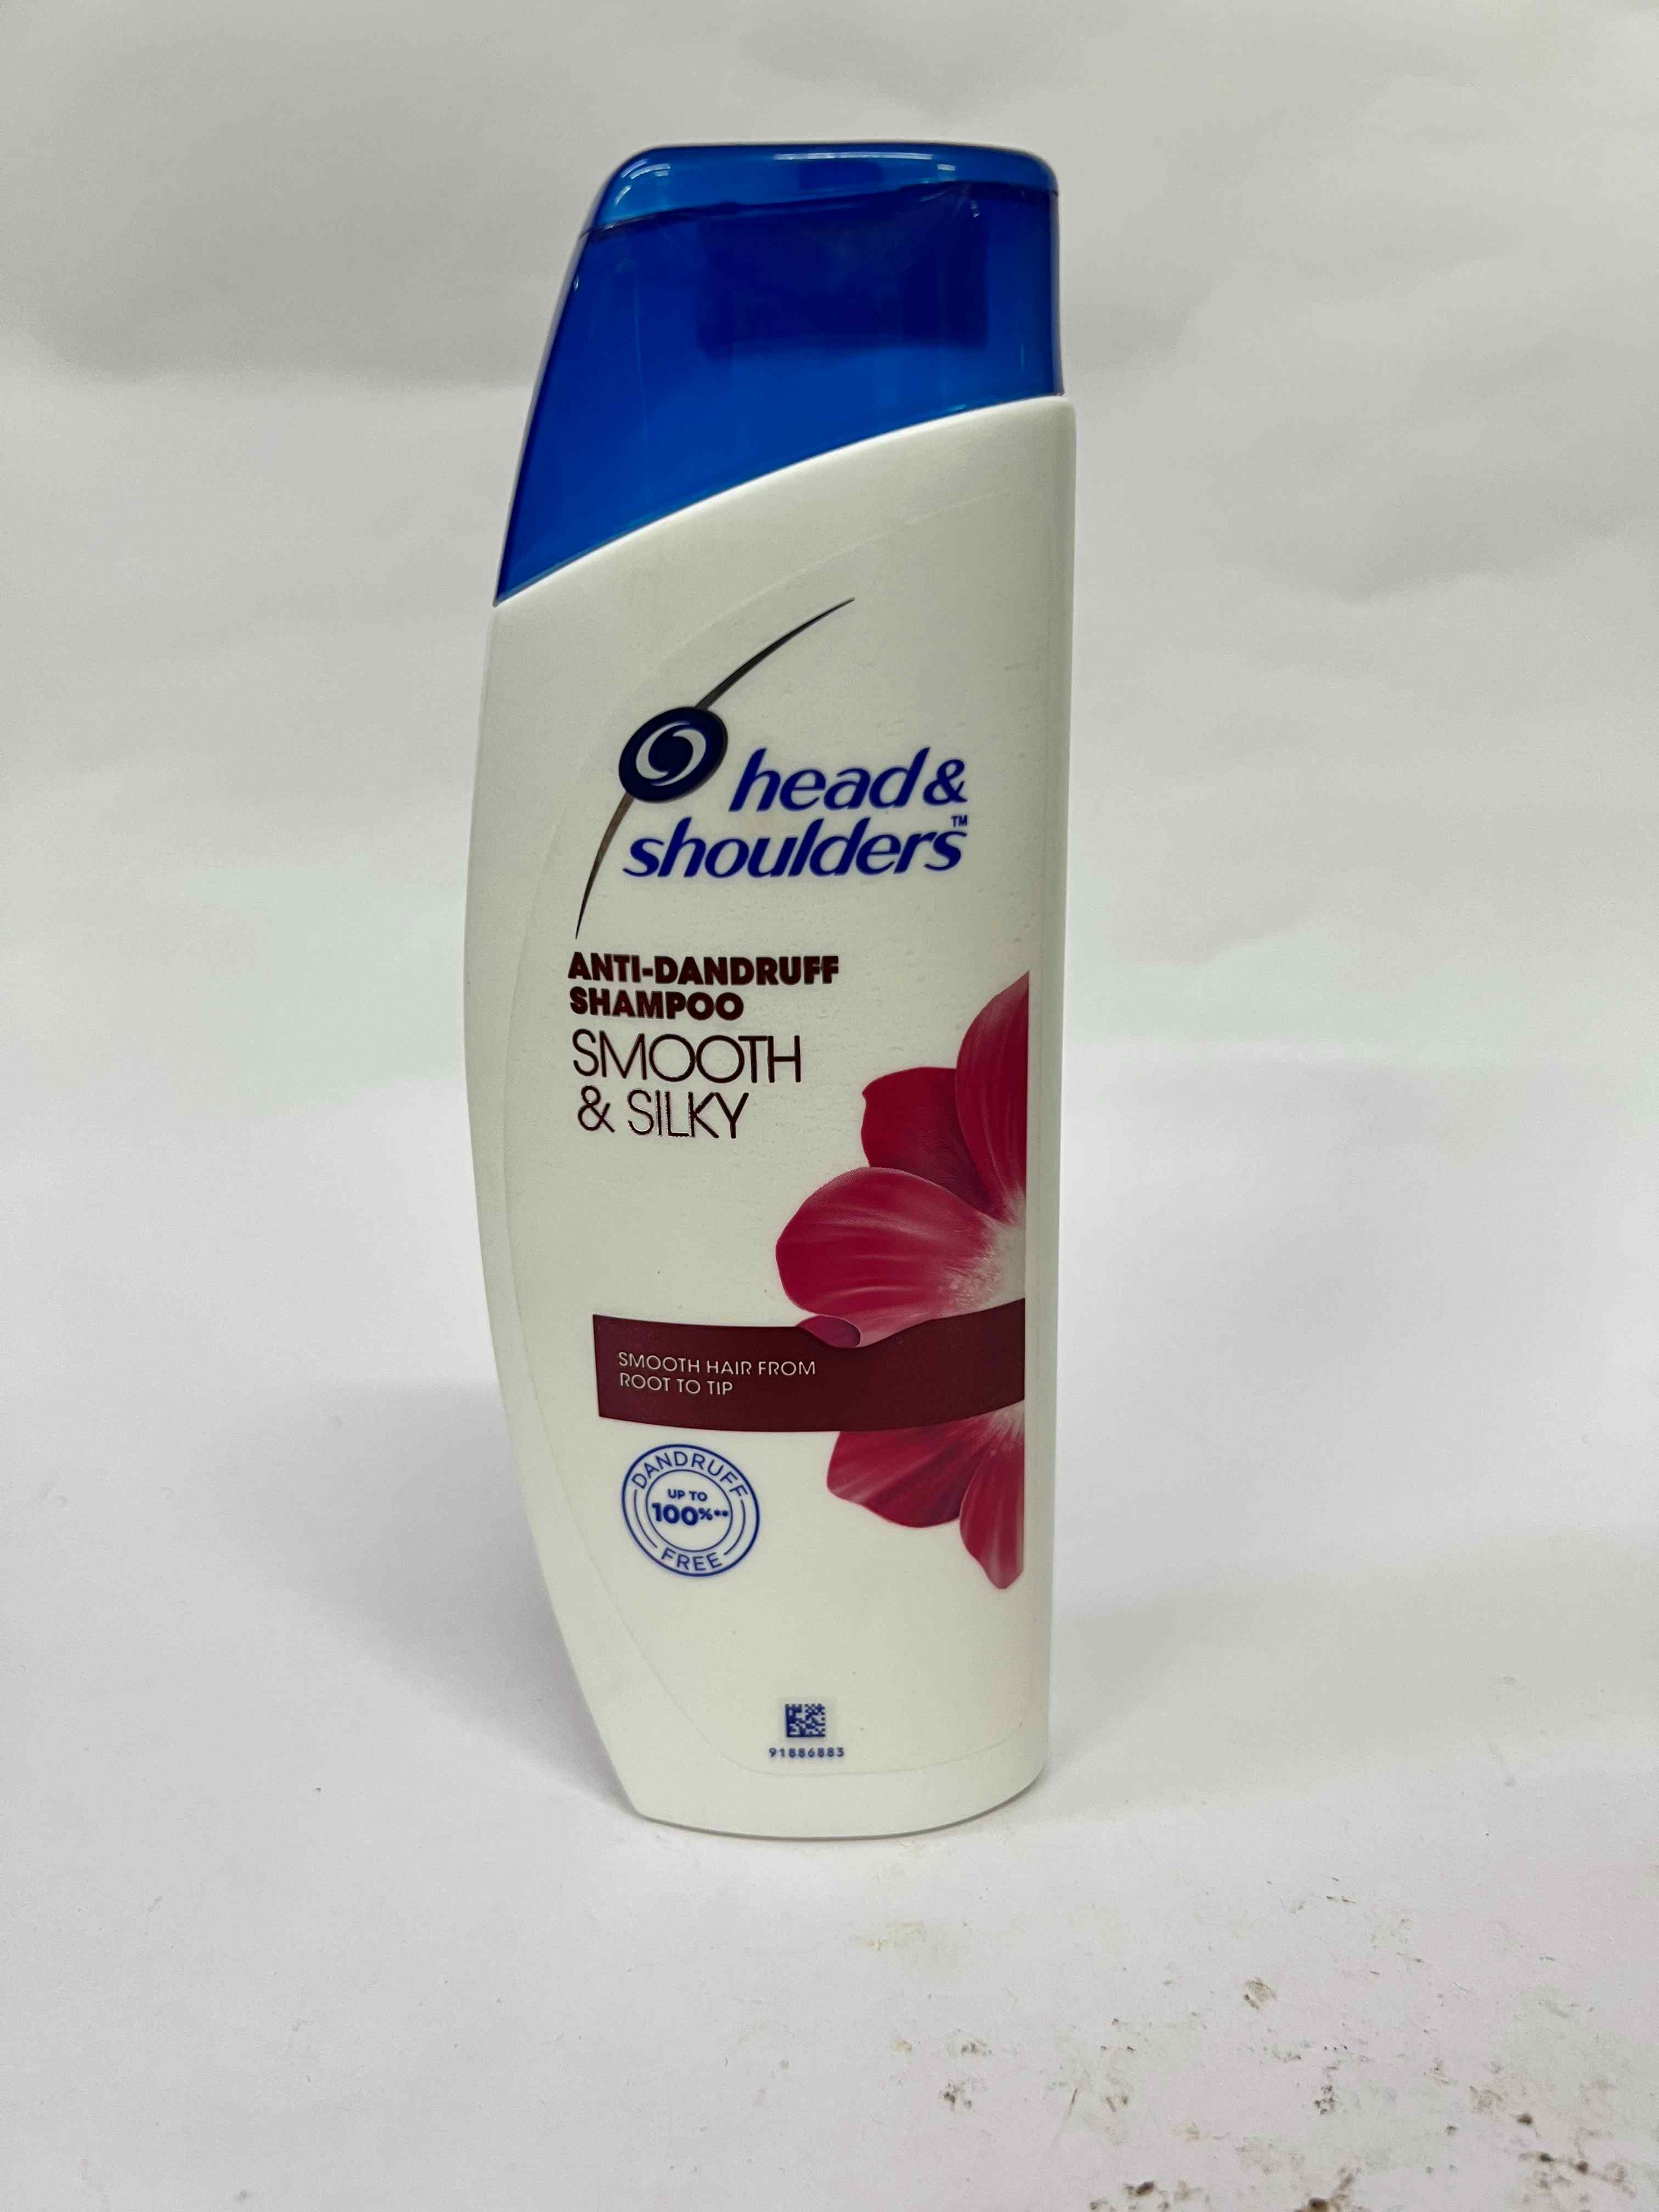 head &
shoulders™
ANTI-DANDRUFF
SHAMPOO
SMOOTH
& SILKY
SMOOTH HAIR FROM
ROOT TO TIP
DANDRUFF
UP TO
100%**
FREE
91886883